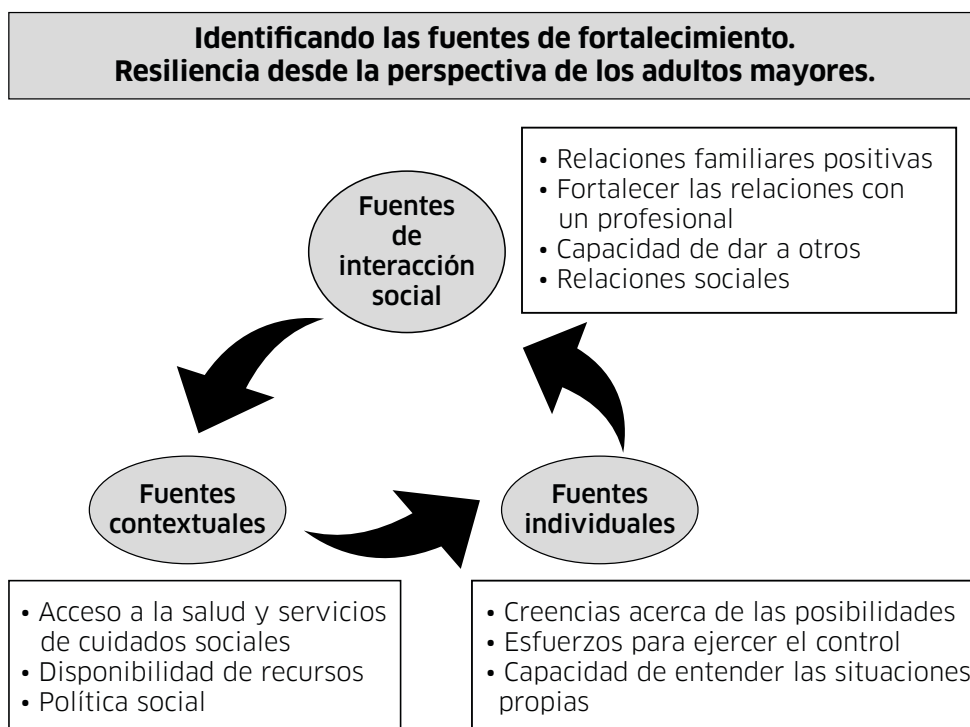 Identificando las fuentes de fortalecimiento.
Resiliencia desde la perspectiva de los adultos mayores.
Fuentes
de
interacción
social
• Relaciones familiares positivas
• Fortalecer las relaciones con
un profesional
• Capacidad de dar a otros
• Relaciones sociales
Fuentes
contextuales
Fuentes
individuales
• Acceso a la salud y servicios
de cuidados sociales
• Disponibilidad de recursos
• Política social
• Creencias acerca de las posibilidades
• Esfuerzos para ejercer el control
• Capacidad de entender las situaciones
propias